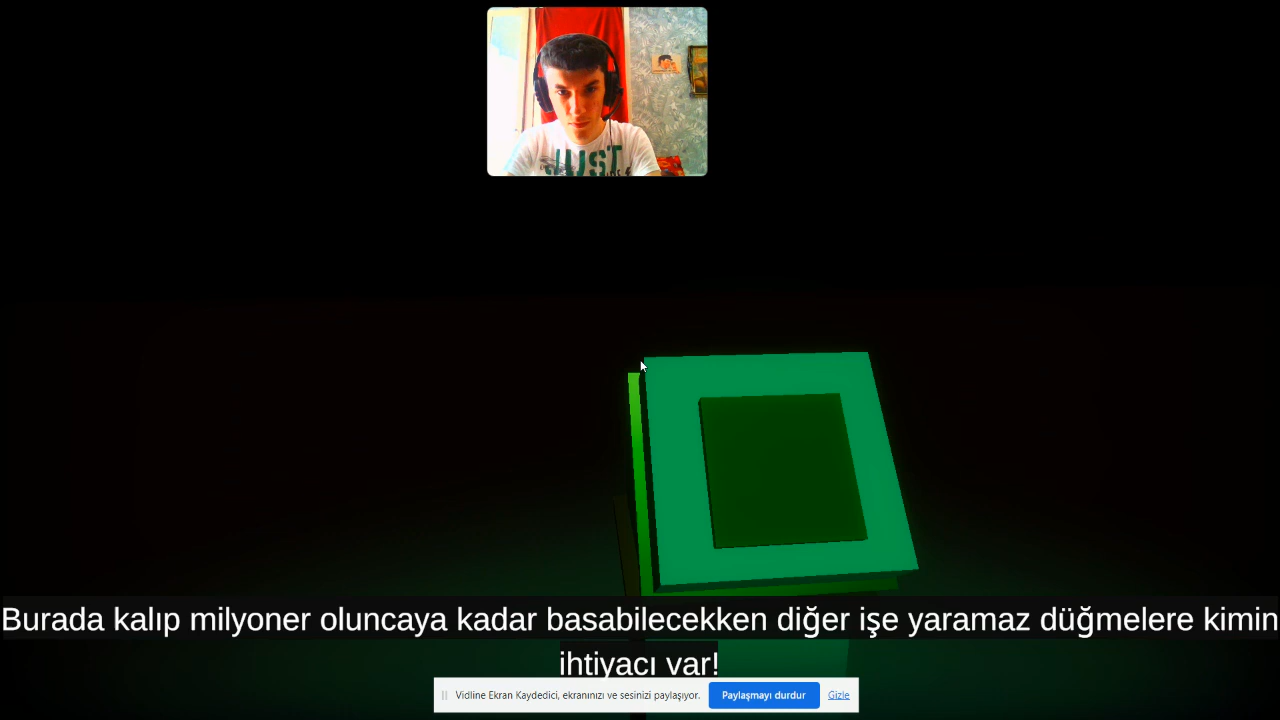 JUST
Burada kalıp milyoner oluncaya kadar basabilecekken diğer işe yaramaz düğmelere kimin
ihtiyacı var!
Vidline Ekran Kaydedici, ekranınızı ve sesinizi paylaşıyor. Paylaşmayı durdur Gizle